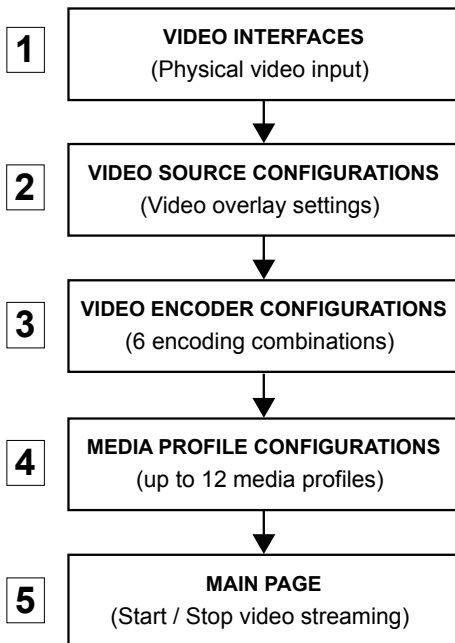 1
VIDEO INTERFACES
(Physical video input)
2
VIDEO SOURCE CONFIGURATIONS
(Video overlay settings)
3
VIDEO ENCODER CONFIGURATIONS
(6 encoding combinations)
4
MEDIA PROFILE CONFIGURATIONS
(up to 12 media profiles)
5
MAIN PAGE
(Start / Stop video streaming)